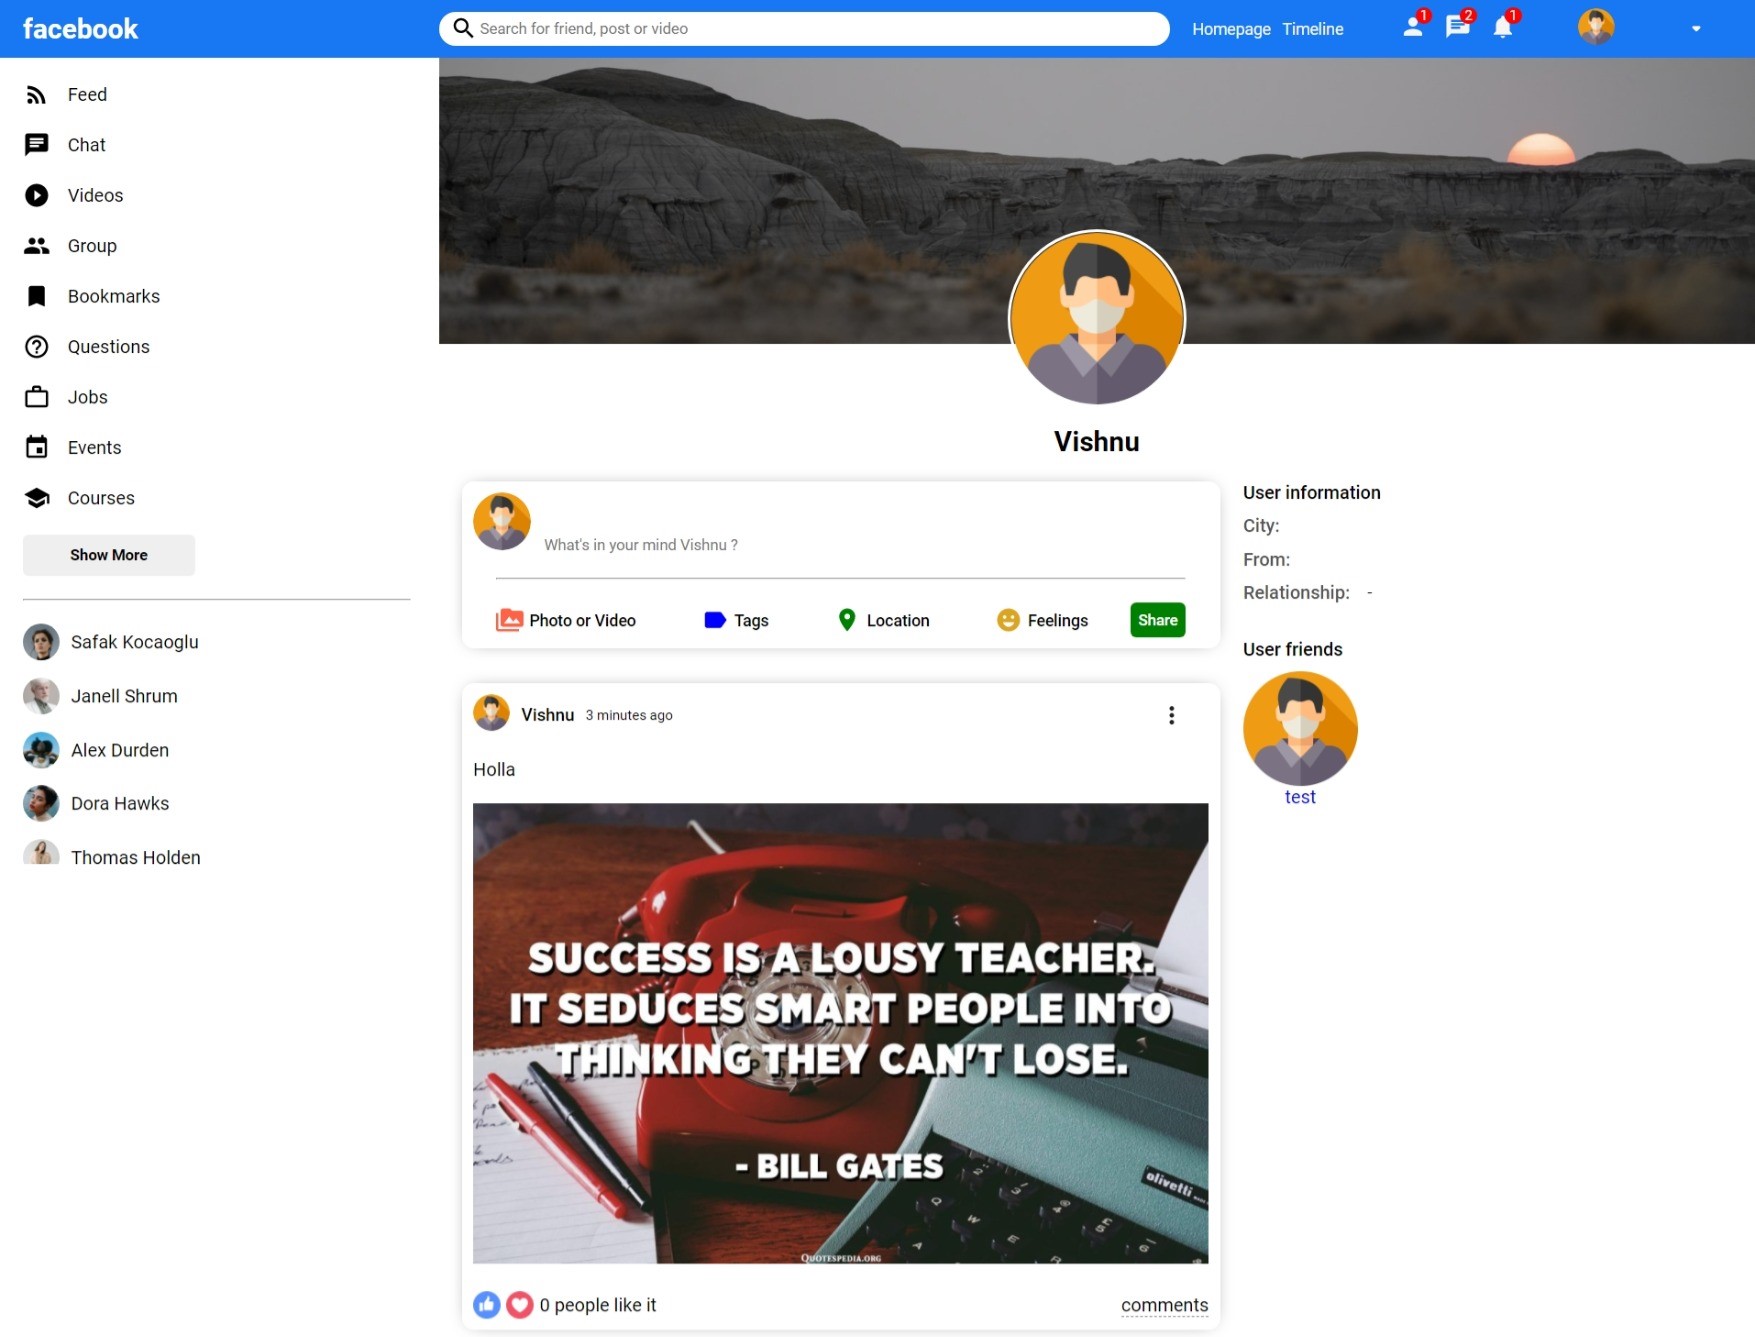 facebook
Search for friend, post or video
Homepage Timeline
1
2
1
Feed
Chat
Videos
Group
Bookmarks
Questions
Jobs
Events
Courses
Show More
Safak Kocaoglu
Janell Shrum
Alex Durden
Dora Hawks
Thomas Holden
Vishnu
What's in your mind Vishnu ?
Photo or Video
Tags
Location
Feelings
Share
Vishnu 3 minutes ago
Holla
SUCCESS IS A LOUSY TEACHER.
IT SEDUCES SMART PEOPLE INTO
THINKING THEY CAN'T LOSE.
- BILL GATES
olivetti
QUOTESPEDIA.ORG
0 people like it
comments
User information
City:
From:
Relationship: -
User friends
test